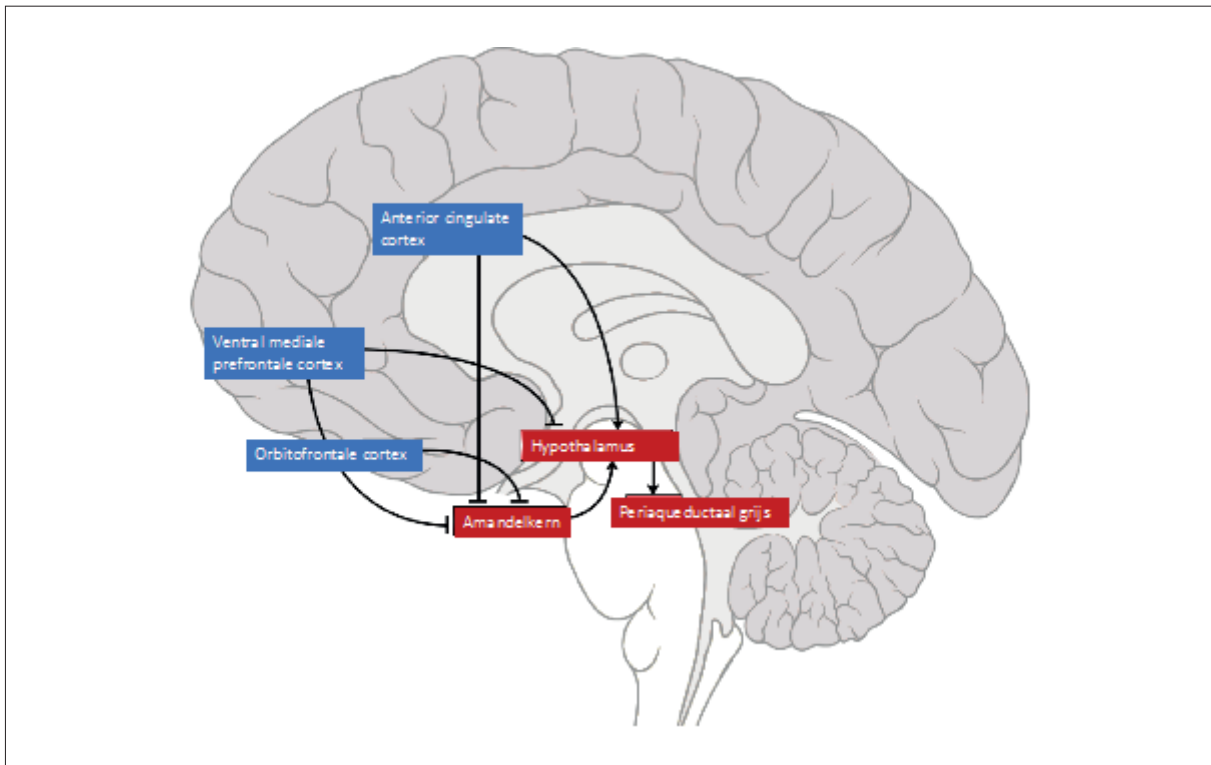 Anterior cingulate
cortex
Ventral mediale
prefrontale cortex
Orbitofrontale cortex
Hypothalamus
Amandelkern
Periaqueductaal grijs